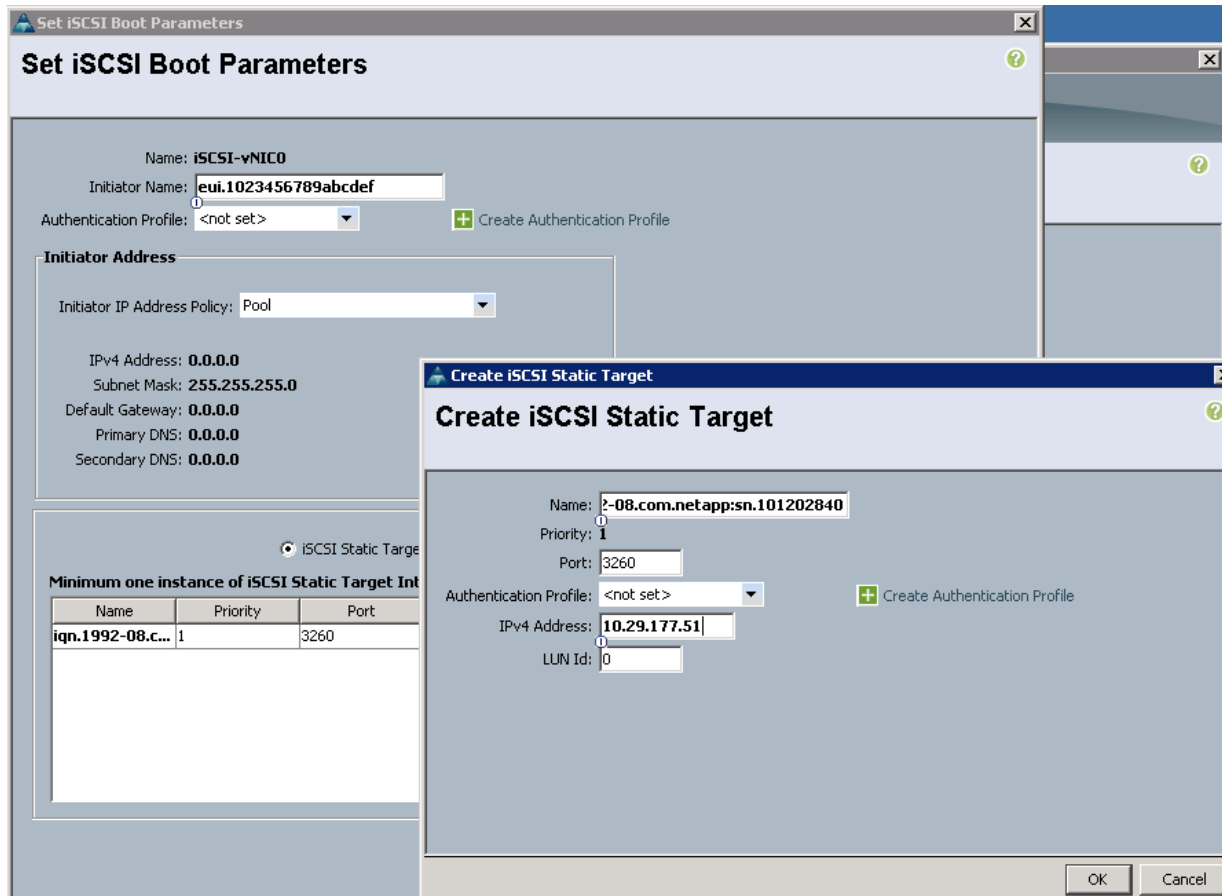 Set iSCSI Boot Parameters
Set iSCSI Boot Parameters
Name: iSCSI-vNIC0
Initiator Name: eui.1023456789abcdef
Authentication Profile: <not set> Create Authentication Profile
Initiator Address
Initiator IP Address Policy: Pool
IPv4 Address: 0.0.0.0
Subnet Mask: 255.255.255.0
Default Gateway: 0.0.0.0
Primary DNS: 0.0.0.0
Secondary DNS: 0.0.0.0
iSCSI Static Targe
Minimum one instance of iSCSI Static Target Int
Name Priority Port
iqn.1992-08.c... 1 3260
Create iSCSI Static Target
Create iSCSI Static Target
Name: 2-08.com.netapp:sn.101202840
Priority: 1
Port: 3260
Authentication Profile: <not set> Create Authentication Profile
IPv4 Address: 10.29.177.51
LUN Id: 0
OK Cancel